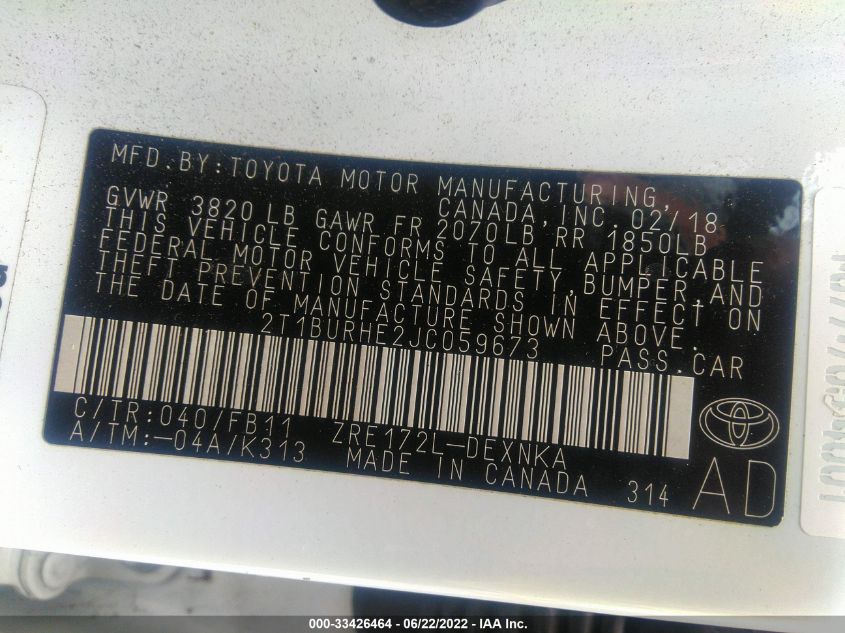 MFD.BY:TOYOTA MOTOR MANUFACTURING,
CANADA,INC. 02/18
GVWR 3820 LB GAWR FR 2070LB RR 1850LB
THIS VEHICLE CONFORMS TO ALL APPLICABLE
FEDERAL MOTOR VEHICLE SAFETY,BUMPER,AND
THEFT PREVENTION STANDARDS IN EFFECT ON
THE DATE OF MANUFACTURE SHOWN ABOVE.
2T1BURHE2JC059673 PASS.CAR
C/TR:040/FB11 ZRE172L-DEXNKA
A/TM:-04A/K313 MADE IN CANADA 314
AD
000-33426464 - 06/22/2022 - IAA Inc.